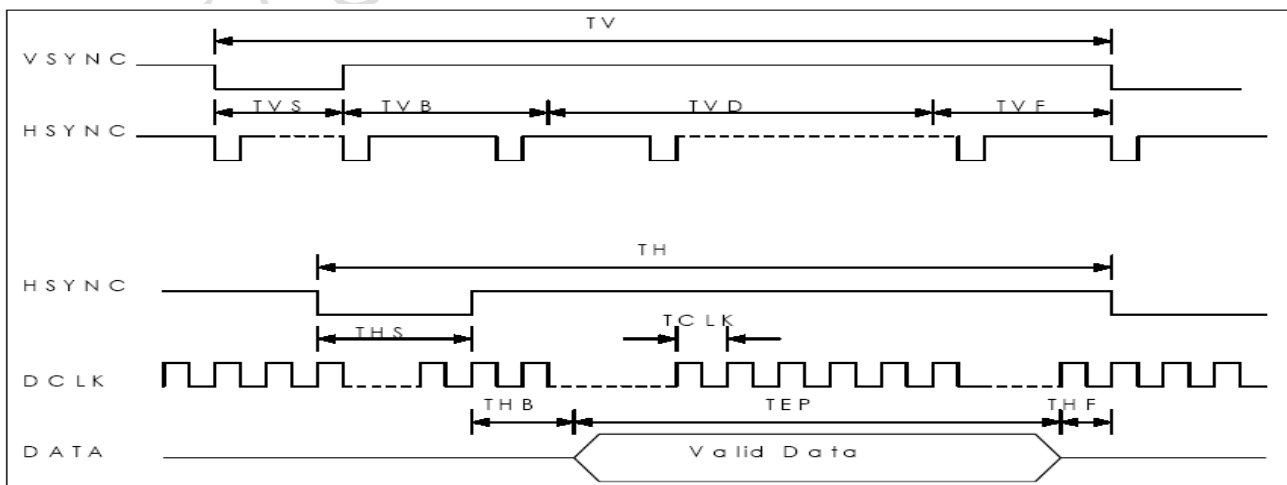 TV
VSYNC
TVS TVB TVD TVF
HSYNC
TH
HSYNC
THS TCLK
DCLK
THB TEP THF
DATA Valid Data